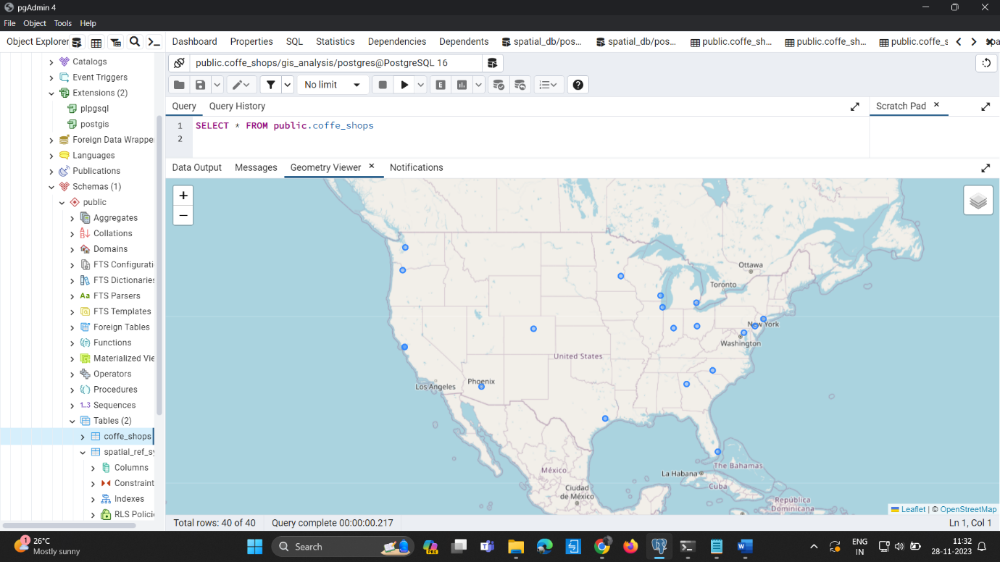 pgAdmin 4
File Object Tools Help
Object Explorer
Dashboard Properties SQL Statistics Dependencies Dependents spatial_db/pos... spatial_db/pos... public.coffe_sh... public.coffe_sh... public.coffe_s
public.coffe_shops/gis_analysis/postgres@PostgreSQL 16
No limit
E
Query Query History
Scratch Pad
1 SELECT * FROM public.coffe_shops
2
Data Output Messages Geometry Viewer Notifications
Catalogs
Event Triggers
Extensions (2)
plpgsql
postgis
Foreign Data Wrappe
Languages
Publications
Schemas (1)
public
Aggregates
Collations
Domains
FTS Configurati
FTS Dictionaries
Aa FTS Parsers
FTS Templates
Foreign Tables
Functions
Materialized Vie
Operators
Procedures
1..3 Sequences
Tables (2)
coffe_shops
spatial_ref_sy
Columns
Constraint
Indexes
RLS Polici
+
−
Ottawa
Toronto
New York
Washington
United States
Phoenix
Los Angeles
The Bahamas
La Habana
México
Cuba
Ciudad
de México
República
Dominicana
Leaflet | © OpenStreetMap
Total rows: 40 of 40 Query complete 00:00:00.217 Ln 1, Col 1
1
26°C
Mostly sunny
Search
PRE
ENG
IN
11:32
28-11-2023